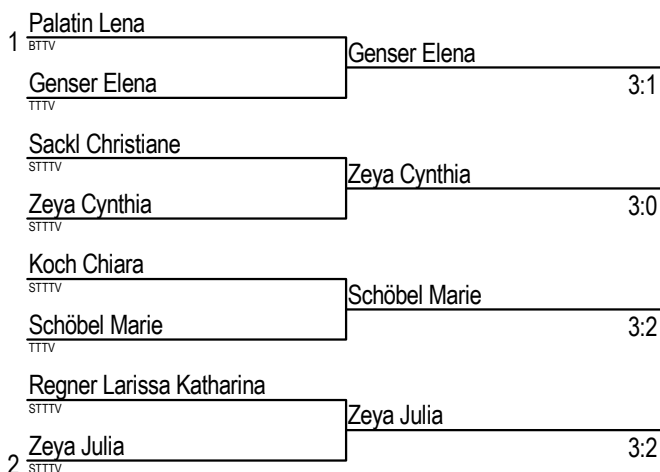 Palatin Lena
1 BTTV
Genser Elena
3:1
Genser Elena
TTTV
Sackl Christiane
STTTV
Zeya Cynthia
3:0
Zeya Cynthia
STTTV
Koch Chiara
STTTV
Schöbel Marie
3:2
Schöbel Marie
TTTV
Regner Larissa Katharina
STTTV
Zeya Julia
3:2
Zeya Julia
2 STTTV